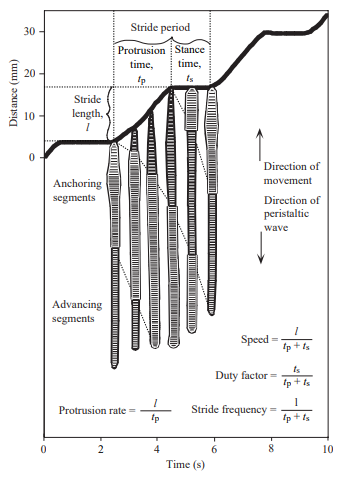 Stride period
Protrusion Stance
time, time,
tp ts
Stride
length,
l
Distance (mm)
30
20
10
0
Anchoring
segments
Advancing
segments
Direction of
movement
Direction of
peristaltic
wave
Speed = l / tp + ts
Duty factor = ts / tp + ts
Protrusion rate = l / tp
Stride frequency = 1 / tp + ts
0 2 4 6 8 10
Time (s)